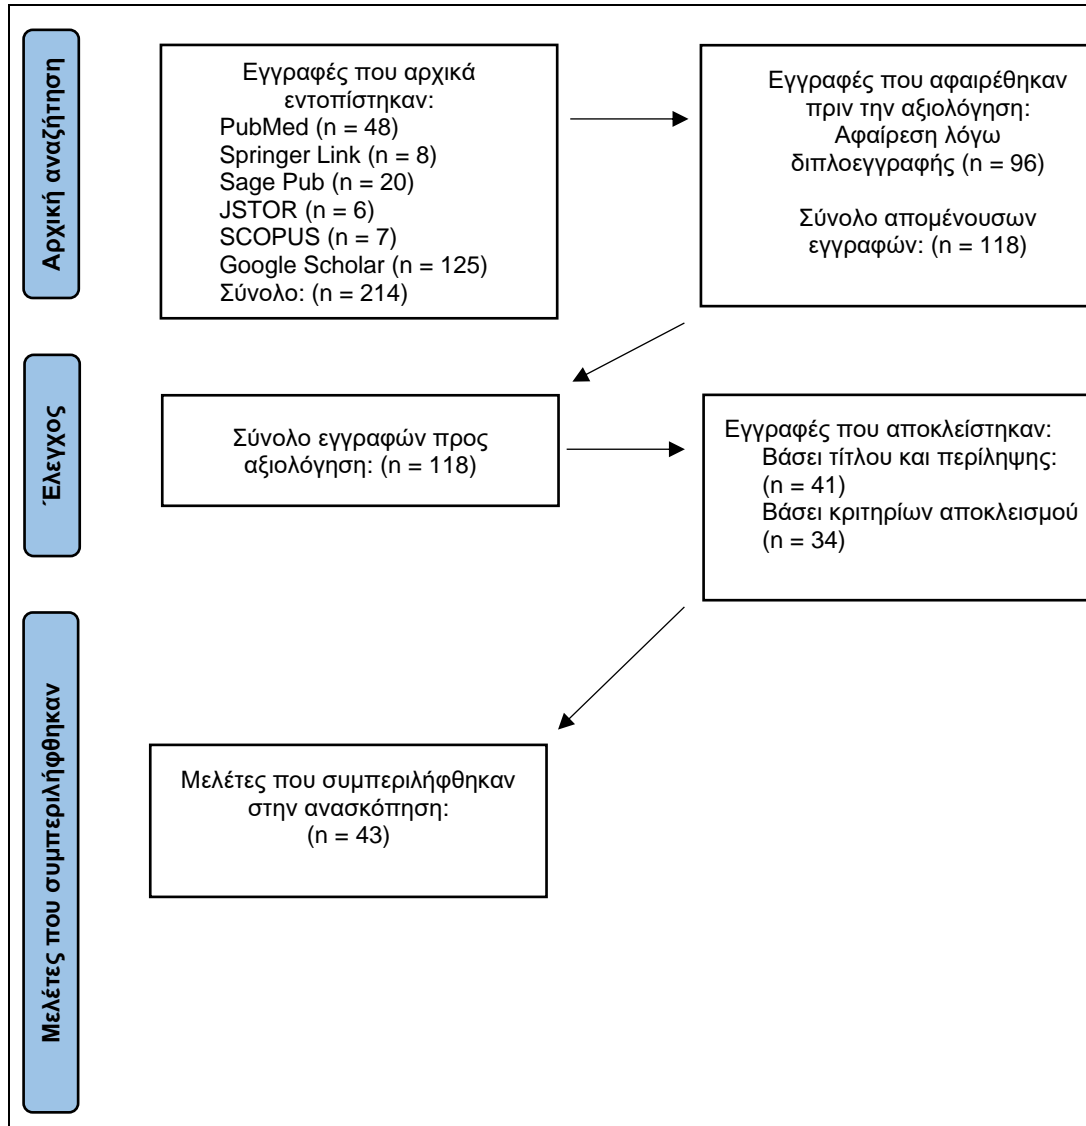 Αρχική αναζήτηση
Εγγραφές που αρχικά
εντοπίστηκαν:
PubMed (n = 48)
Springer Link (n = 8)
Sage Pub (n = 20)
JSTOR (n = 6)
SCOPUS (n = 7)
Google Scholar (n = 125)
Σύνολο: (n = 214)
Εγγραφές που αφαιρέθηκαν
πριν την αξιολόγηση:
Αφαίρεση λόγω
διπλοεγγραφής (n = 96)
Σύνολο απομένουσων
εγγραφών: (n = 118)
Έλεγχος
Σύνολο εγγραφών προς
αξιολόγηση: (n = 118)
Εγγραφές που αποκλείστηκαν:
Βάσει τίτλου και περίληψης:
(n = 41)
Βάσει κριτηρίων αποκλεισμού
(n = 34)
Μελέτες που συμπεριλήφθηκαν
Μελέτες που συμπεριλήφθηκαν
στην ανασκόπηση:
(n = 43)